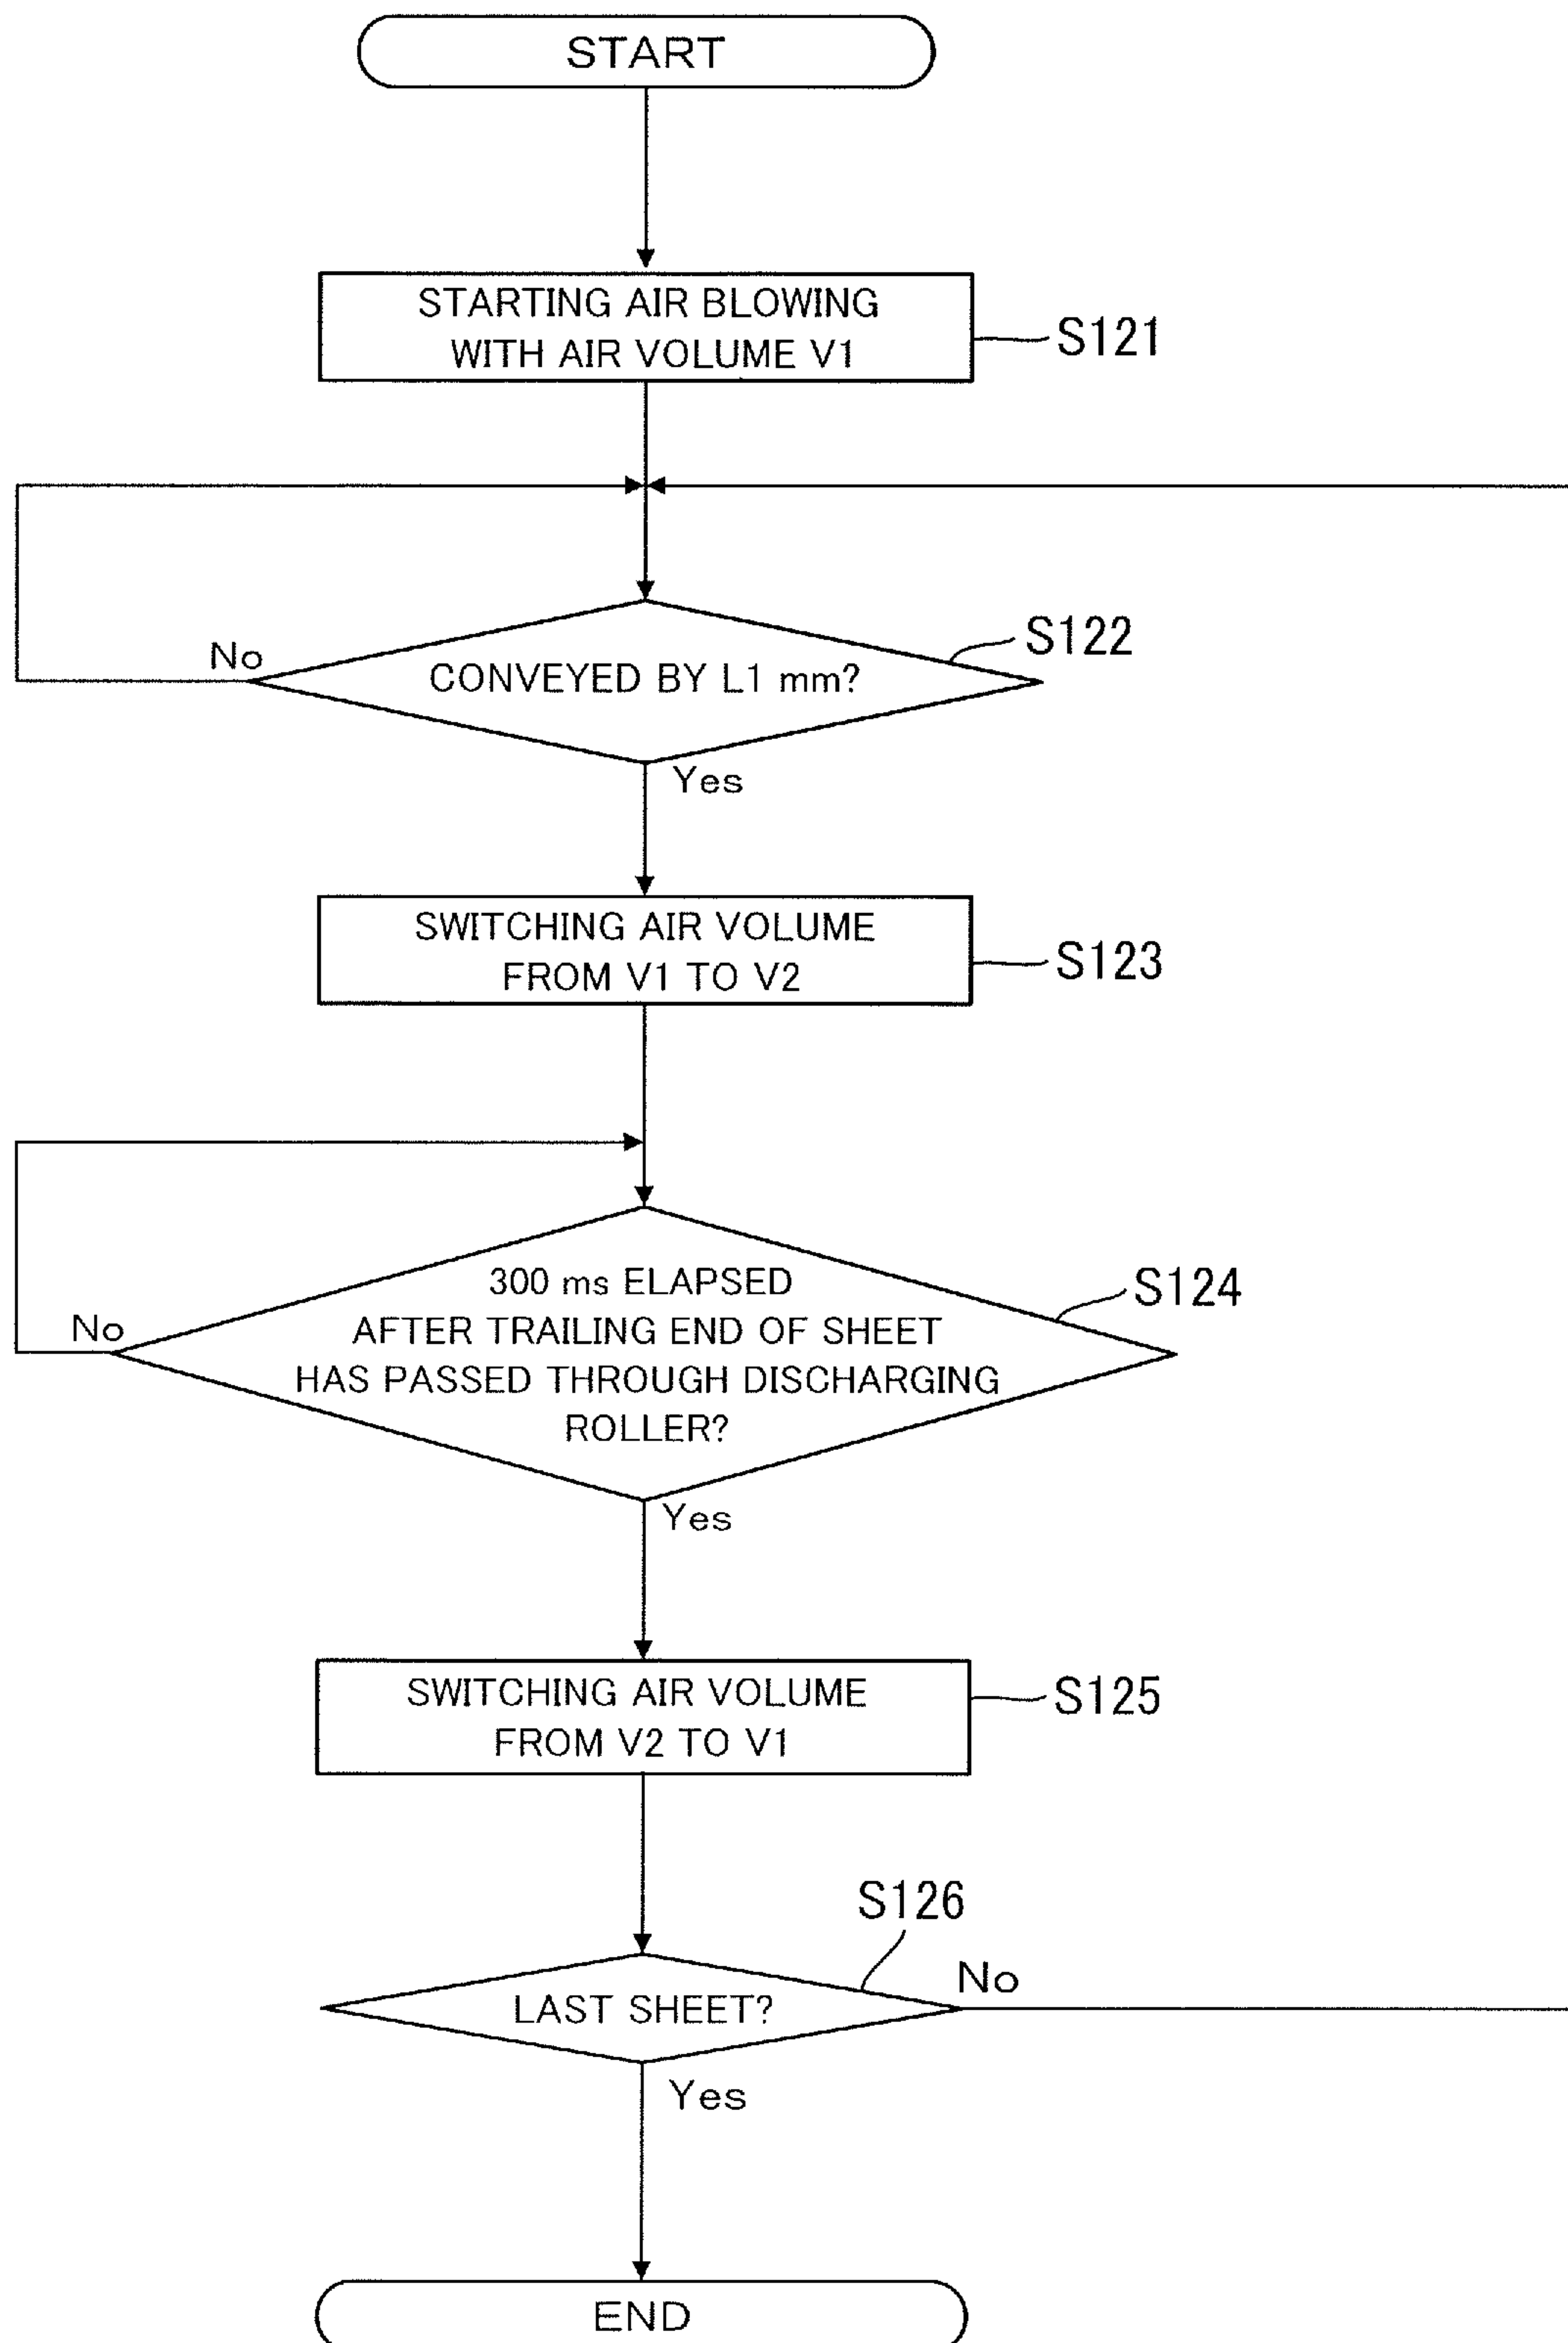 START
STARTING AIR BLOWING
WITH AIR VOLUME V1
S121
S122
No
CONVEYED BY L1 mm?
Yes
SWITCHING AIR VOLUME
FROM V1 TO V2
S123
300 ms ELAPSED
AFTER TRAILING END OF SHEET
HAS PASSED THROUGH DISCHARGING
ROLLER?
S124
No
Yes
SWITCHING AIR VOLUME
FROM V2 TO V1
S125
S126
No
LAST SHEET?
Yes
END